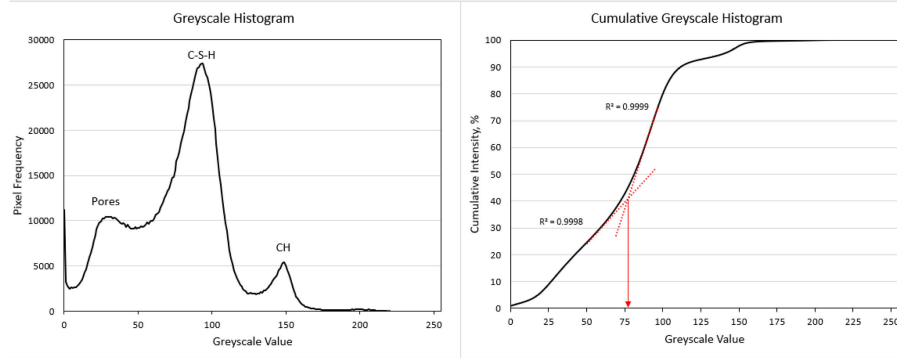 Greyscale Histogram
30000
25000
20000
15000
10000
5000
0
Pixel Frequency
Pores
C-S-H
CH
0 50 100 150 200 250
Greyscale Value
Cumulative Greyscale Histogram
100
90
80
70
60
50
40
30
20
10
0
Cumulative Intensity, %
R² = 0.9999
R² = 0.9998
0 25 50 75 100 125 150 175 200 225 250
Greyscale Value